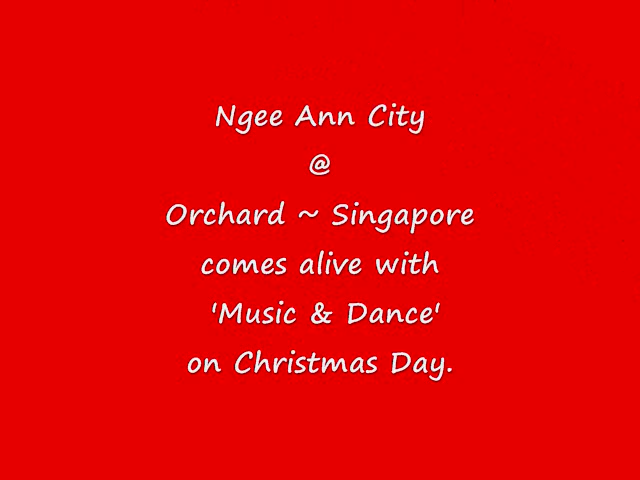 Ngee Ann City
@
Orchard ~ Singapore
comes alive with
'Music & Dance'
on Christmas Day.